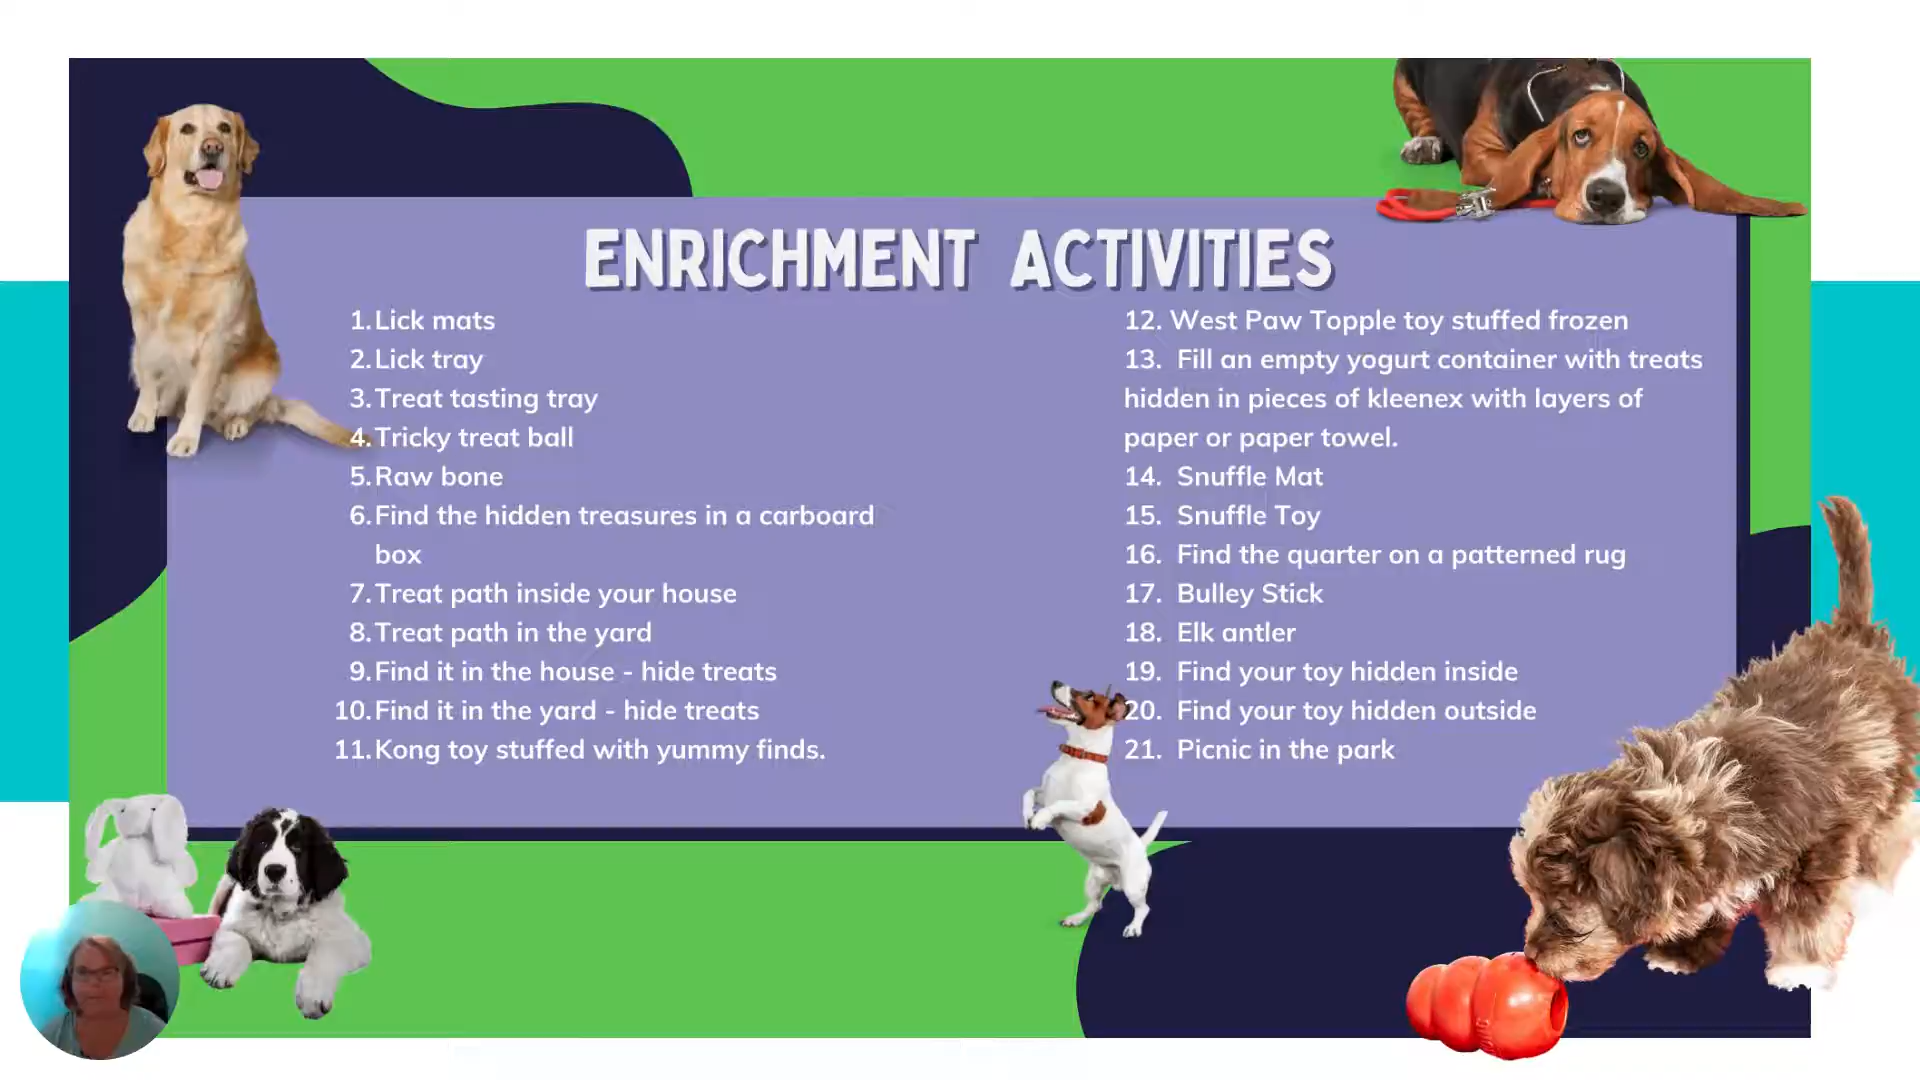 ENRICHMENT ACTIVITIES
1. Lick mats
2. Lick tray
3. Treat tasting tray
4. Tricky treat ball
5. Raw bone
6. Find the hidden treasures in a carboard
box
7. Treat path inside your house
8. Treat path in the yard
9. Find it in the house - hide treats
10. Find it in the yard - hide treats
11. Kong toy stuffed with yummy finds.
12. West Paw Topple toy stuffed frozen
13. Fill an empty yogurt container with treats
hidden in pieces of kleenex with layers of
paper or paper towel.
14. Snuffle Mat
15. Snuffle Toy
16. Find the quarter on a patterned rug
17. Bulley Stick
18. Elk antler
19. Find your toy hidden inside
20. Find your toy hidden outside
21. Picnic in the park